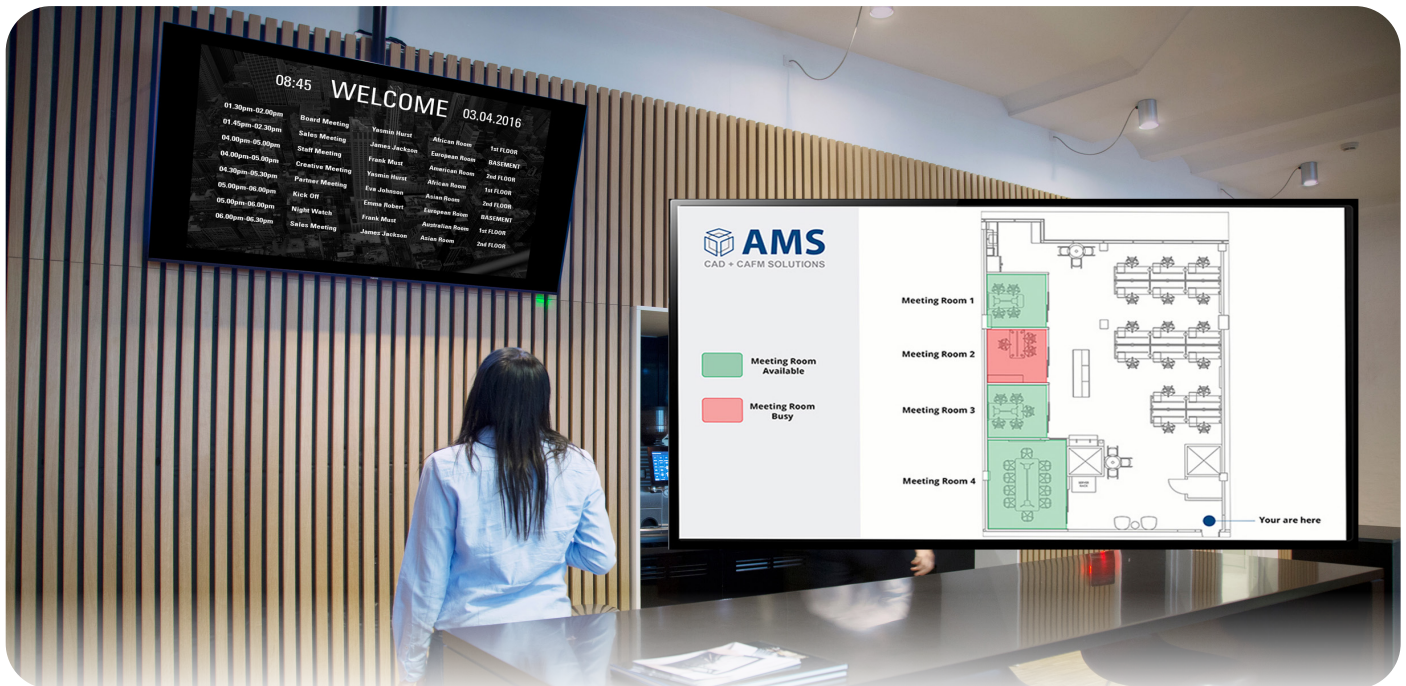 08:45 WELCOME 03.04.2016
01.30pm-02.00pm Board Meeting Yasmin Hurst African Room 1st FLOOR
01.45pm-02.30pm Sales Meeting James Jackson European Room BASEMENT
04.00pm-05.00pm Staff Meeting Frank Must American Room 2nd FLOOR
04.00pm-05.00pm Creative Meeting Yasmin Hurst African Room 1st FLOOR
04.30pm-05.30pm Partner Meeting Eva Johnson Asian Room 2nd FLOOR
05.00pm-06.00pm Kick Off Emma Robert European Room BASEMENT
05.00pm-06.00pm Night Watch Frank Must Australian Room 1st FLOOR
06.00pm-06.30pm Sales Meeting James Jackson Asian Room 2nd FLOOR
AMS
CAD + CAFM SOLUTIONS
Meeting Room
Available
Meeting Room
Busy
Meeting Room 1
Meeting Room 2
Meeting Room 3
Meeting Room 4
Your are here